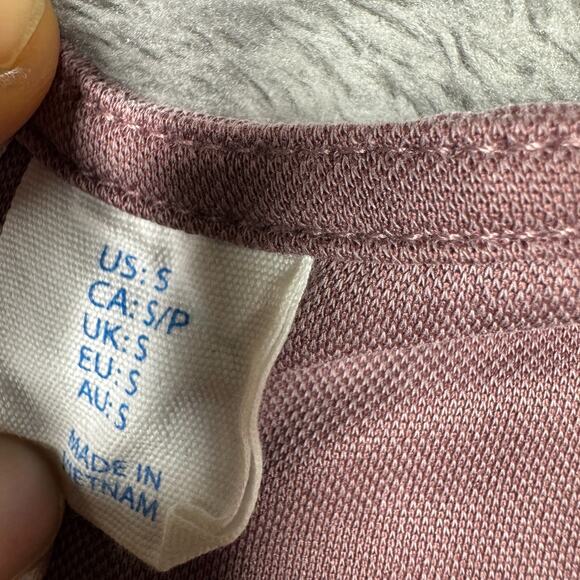 US: S
CA: S/P
UK: S
EU: S
AU: S
MADE IN
VIETNAM